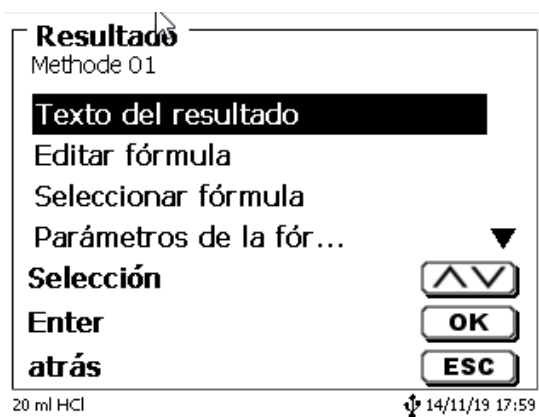 Resultado
Methode 01
Texto del resultado
Editar fórmula
Seleccionar fórmula
Parámetros de la fór...
Selección
Enter OK
atrás ESC
20 ml HCl 14/11/19 17:59